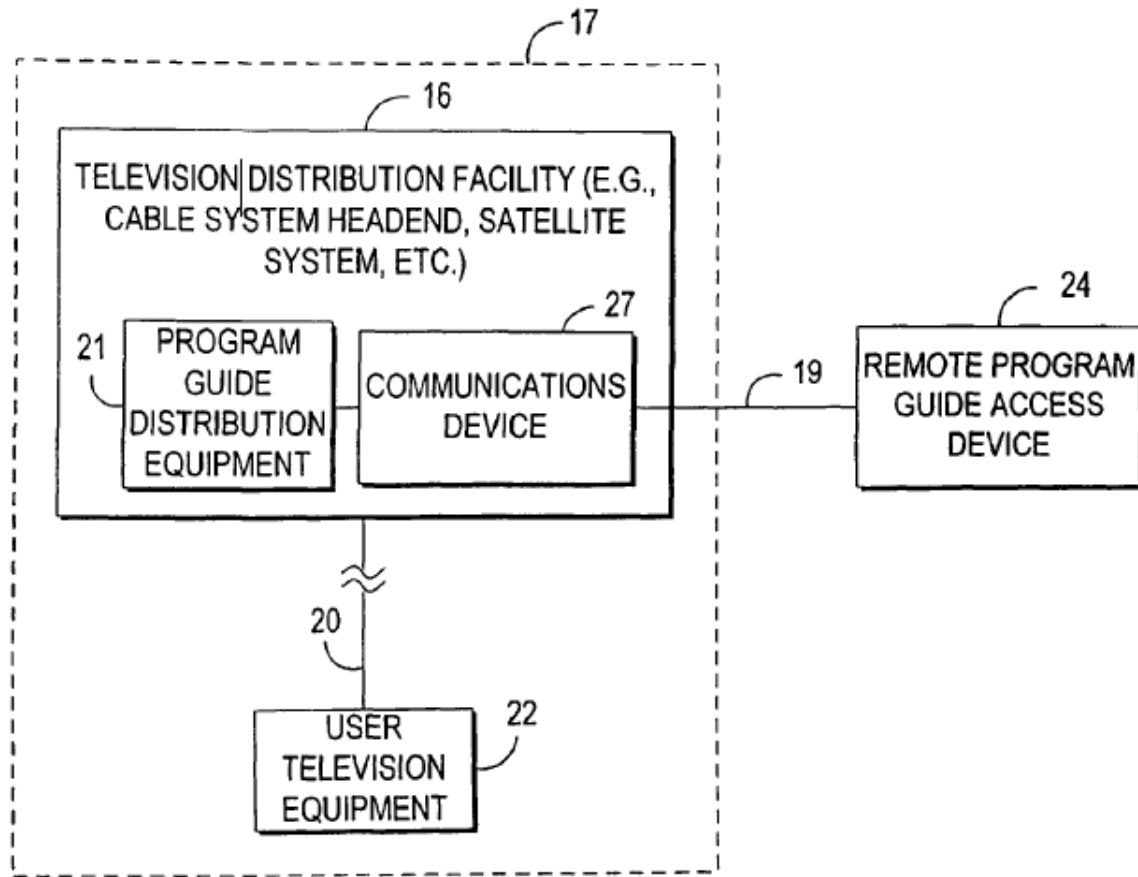 17
16
TELEVISION DISTRIBUTION FACILITY (E.G.,
CABLE SYSTEM HEADEND, SATELLITE
SYSTEM, ETC.)
27
24
21
PROGRAM
GUIDE
DISTRIBUTION
EQUIPMENT
COMMUNICATIONS
DEVICE
19
REMOTE PROGRAM
GUIDE ACCESS
DEVICE
20
22
USER
TELEVISION
EQUIPMENT